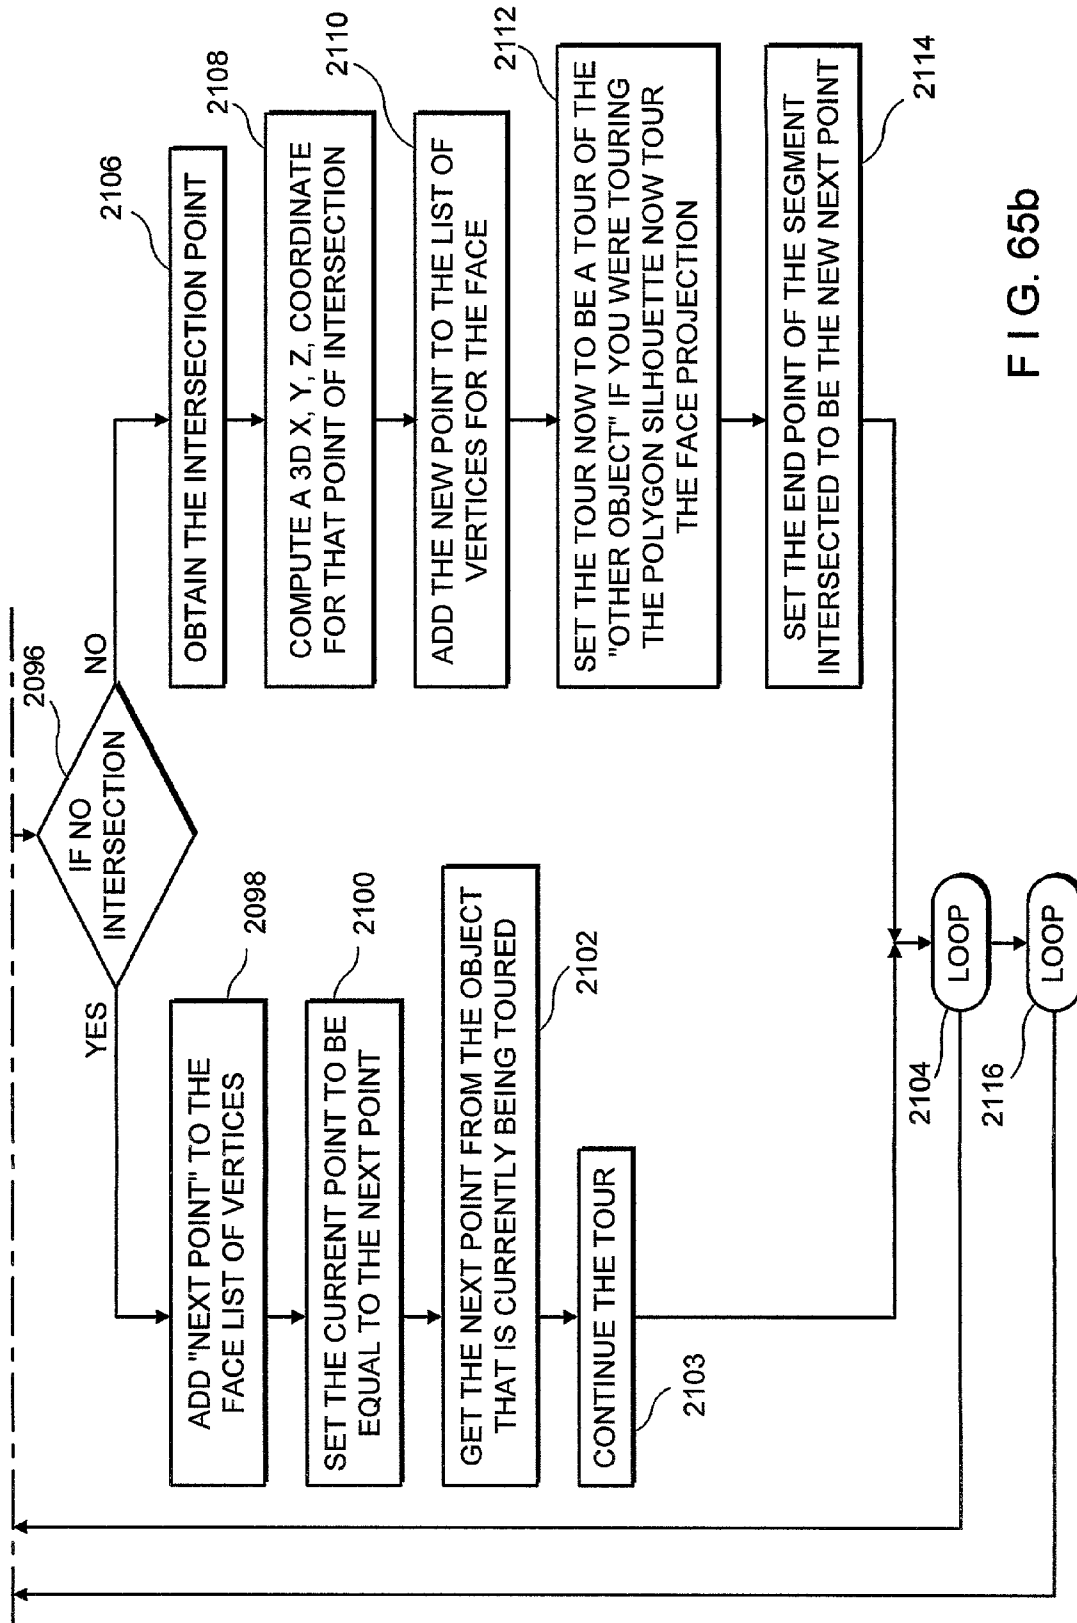 2096
IF NO
INTERSECTION
YES
NO
2098
ADD "NEXT POINT" TO THE
FACE LIST OF VERTICES
2100
SET THE CURRENT POINT TO BE
EQUAL TO THE NEXT POINT
2102
GET THE NEXT POINT FROM THE OBJECT
THAT IS CURRENTLY BEING TOURED
CONTINUE THE TOUR
2103
2106
OBTAIN THE INTERSECTION POINT
2108
COMPUTE A 3D X, Y, Z, COORDINATE
FOR THAT POINT OF INTERSECTION
2110
ADD THE NEW POINT TO THE LIST OF
VERTICES FOR THE FACE
2112
SET THE TOUR NOW TO BE A TOUR OF THE
"OTHER OBJECT" IF YOU WERE TOURING
THE POLYGON SILHOUETTE NOW TOUR
THE FACE PROJECTION
SET THE END POINT OF THE SEGMENT
INTERSECTED TO BE THE NEW NEXT POINT
2114
LOOP
2104
LOOP
2116
FIG. 65b